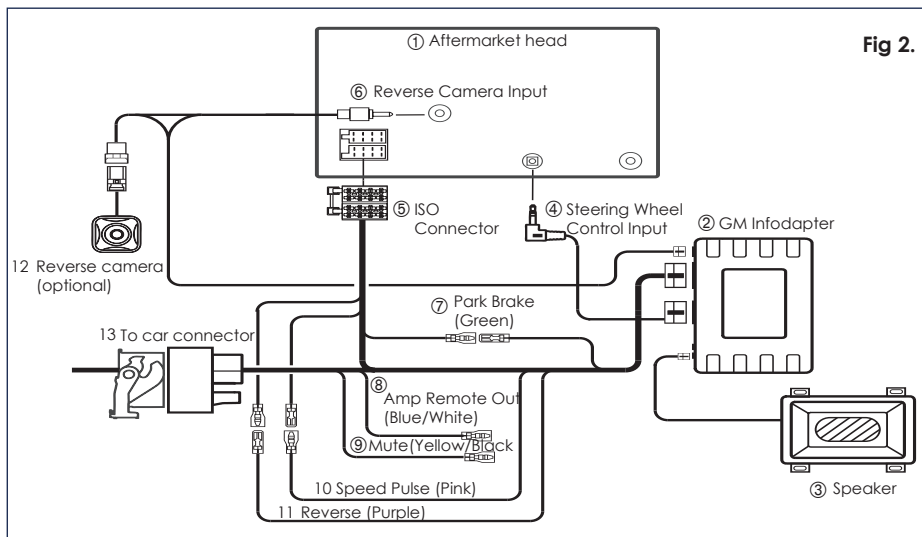 ① Aftermarket head
Fig 2.
⑥ Reverse Camera Input
⑤ ISO
Connector
④ Steering Wheel
Control Input
② GM Infodapter
12 Reverse camera
(optional)
⑦ Park Brake
(Green)
13 To car connector
⑧
Amp Remote Out
(Blue/White)
⑨Mute(Yellow/Black
10 Speed Pulse (Pink)
11 Reverse (Purple)
③ Speaker